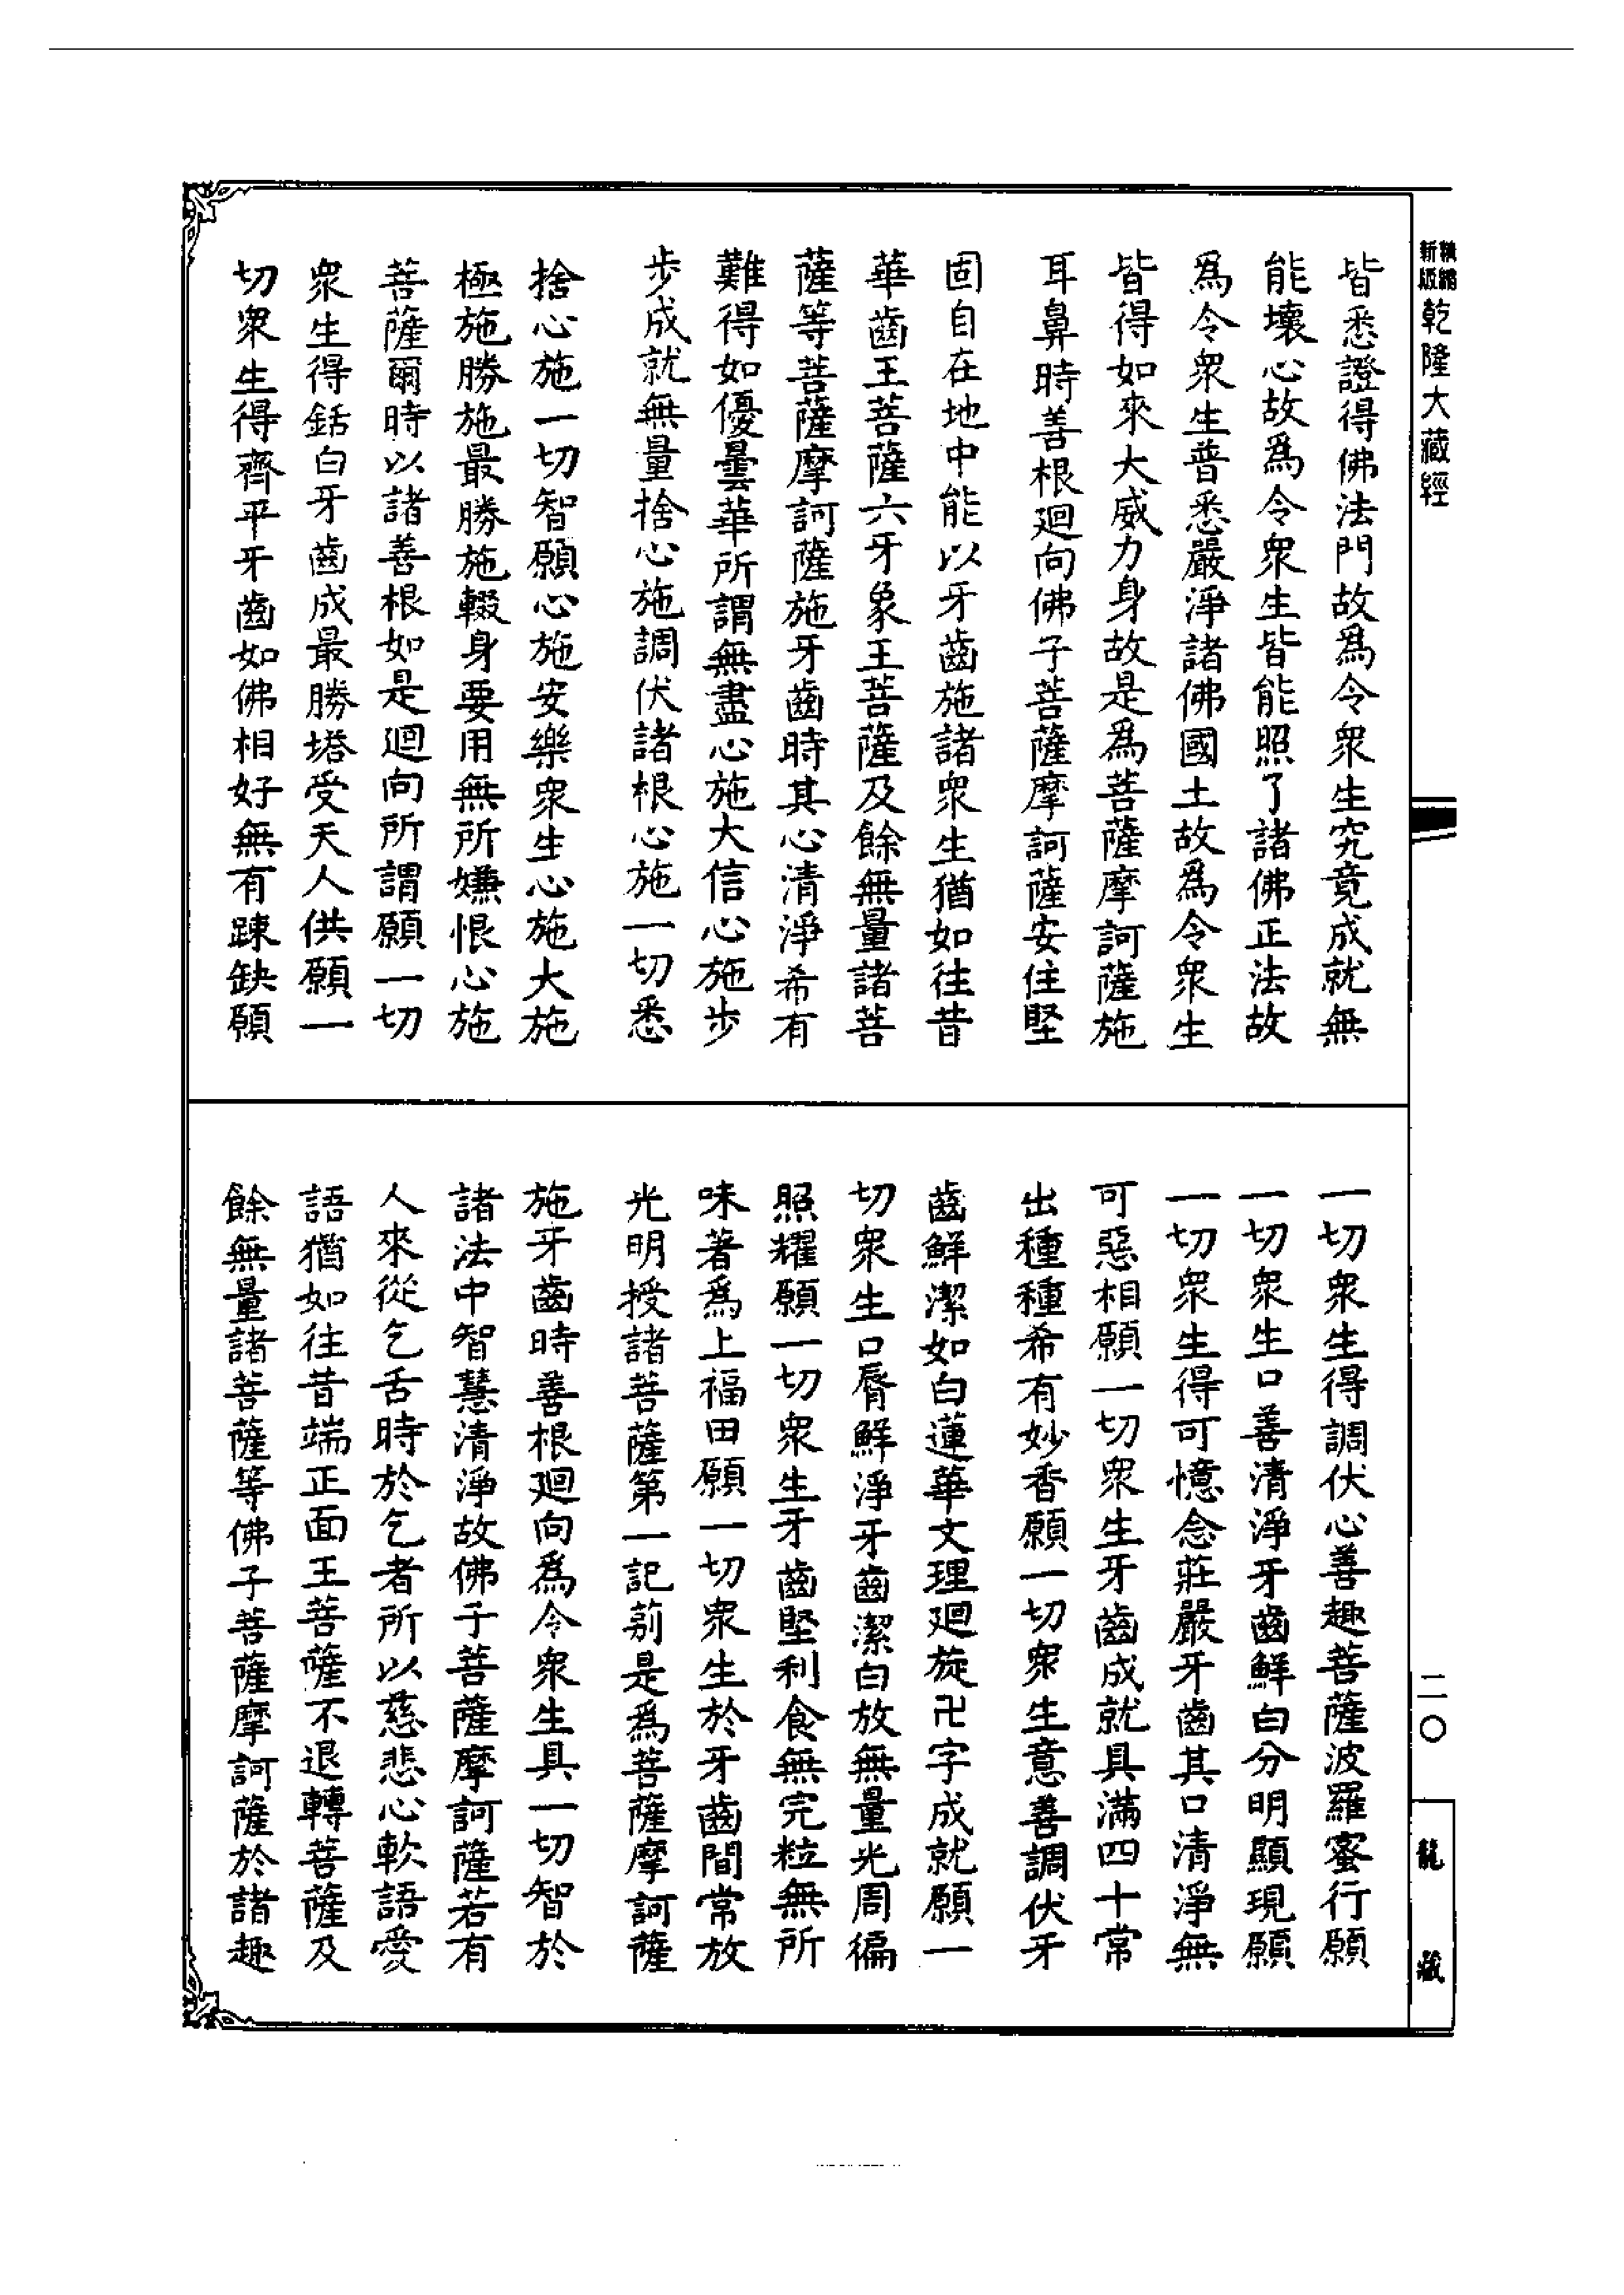 新版精縮乾隆大藏經
皆悉證得佛法門故爲令衆生究竟成就無
能壞心故爲令衆生皆能照了諸佛正法故
爲令衆生普悉嚴淨諸佛國土故爲令衆生
皆得如來大威力身故是爲菩薩摩訶薩施
耳鼻時善根迴向佛子菩薩摩訶薩安住堅
固自在地中能以牙齒施諸衆生猶如往昔
華齒王菩薩六牙象王菩薩及餘無量諸菩
薩等菩薩摩訶薩施牙齒時其心清淨希有
難得如優曇華所謂無盡心施大信心施步
步成就無量捨心施調伏諸根心施一切悉
捨心施一切智願心施安樂衆生心施大施
極施勝施最勝施輟身要用無所嫌恨心施
菩薩爾時以諸善根如是迴向所謂願一切
衆生得銛白牙齒成最勝塔受天人供願一
切衆生得齊平牙齒如佛相好無有踈缺願
一切衆生得調伏心善趣菩薩波羅蜜行願
一切衆生口善清淨牙齒鮮白分明顯現願
一切衆生得可憶念莊嚴牙齒其口清淨無
可惡相願一切衆生牙齒成就具滿四十常
出種種希有妙香願一切衆生意善調伏牙
齒鮮潔如白蓮華文理迴旋卍字成就願一
切衆生口脣鮮淨牙齒潔白放無量光周徧
照耀願一切衆生牙齒堅利食無完粒無所
味著爲上福田願一切衆生於牙齒間常放
光明授諸菩薩第一記莂是爲菩薩摩訶薩
施牙齒時善根迴向爲令衆生具一切智於
諸法中智慧清淨故佛子菩薩摩訶薩若有
人來從乞舌時於乞者所以慈悲心軟語愛
語猶如往昔端正面王菩薩不退轉菩薩及
餘無量諸菩薩等佛子菩薩摩訶薩於諸趣
二〇
龍藏